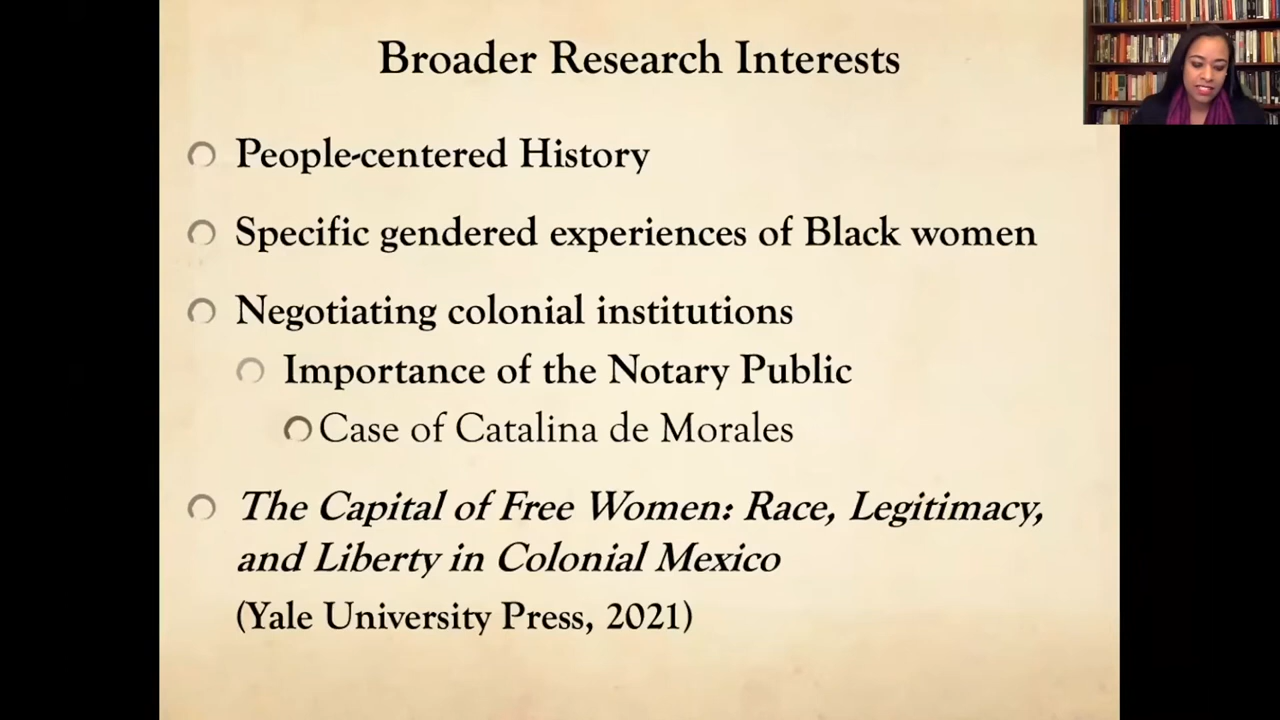 Broader Research Interests
People-centered History
Specific gendered experiences of Black women
Negotiating colonial institutions
Importance of the Notary Public
Case of Catalina de Morales
The Capital of Free Women: Race, Legitimacy,
and Liberty in Colonial Mexico
(Yale University Press, 2021)